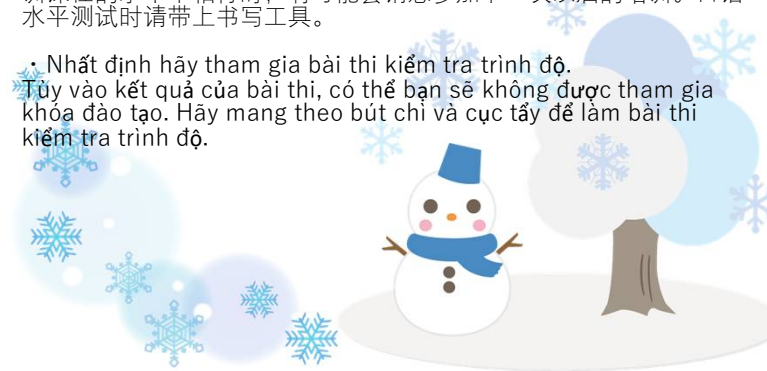 水平测试时请带上书写工具。
・Nhất định hãy tham gia bài thi kiểm tra trình độ.
Tùy vào kết quả của bài thi, có thể bạn sẽ không được tham gia
khóa đào tạo. Hãy mang theo bút chì và cục tẩy để làm bài thi
kiểm tra trình độ.